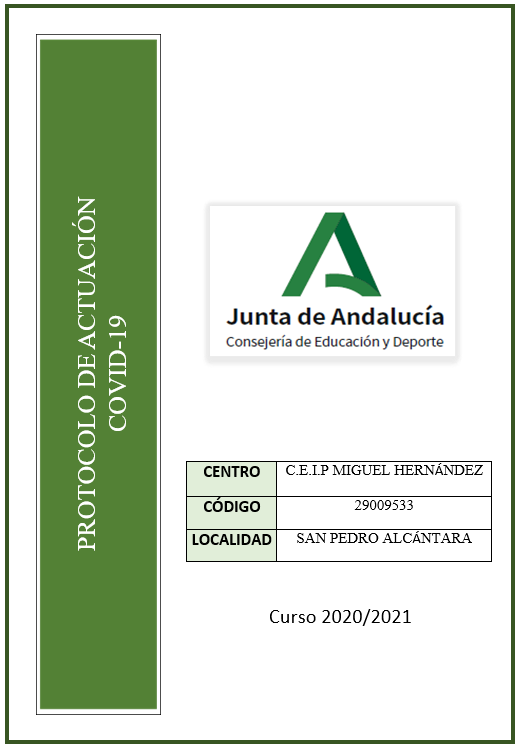 PROTOCOLO DE ACTUACIÓN
COVID-19
Junta de Andalucía
Consejería de Educación y Deporte
CENTRO C.E.I.P MIGUEL HERNÁNDEZ
CÓDIGO 29009533
LOCALIDAD SAN PEDRO ALCÁNTARA
Curso 2020/2021